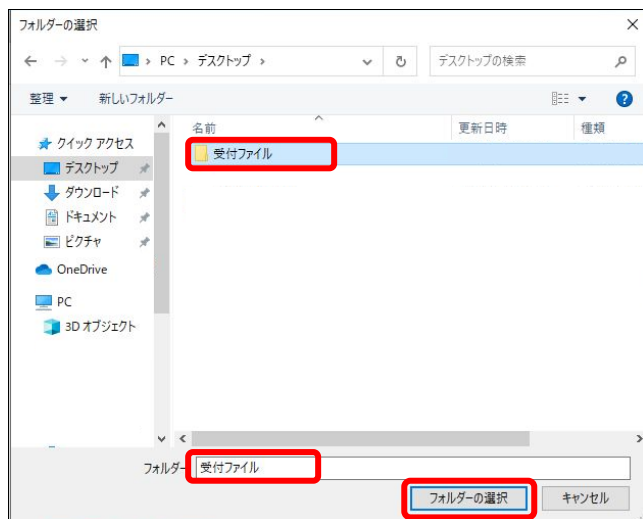 フォルダーの選択
PC › デスクトップ ›
デスクトップの検索
整理
新しいフォルダー
名前
更新日時
種類
クイック アクセス
受付ファイル
デスクトップ
ダウンロード
ドキュメント
ピクチャ
OneDrive
PC
3D オブジェクト
フォルダー
受付ファイル
フォルダーの選択
キャンセル